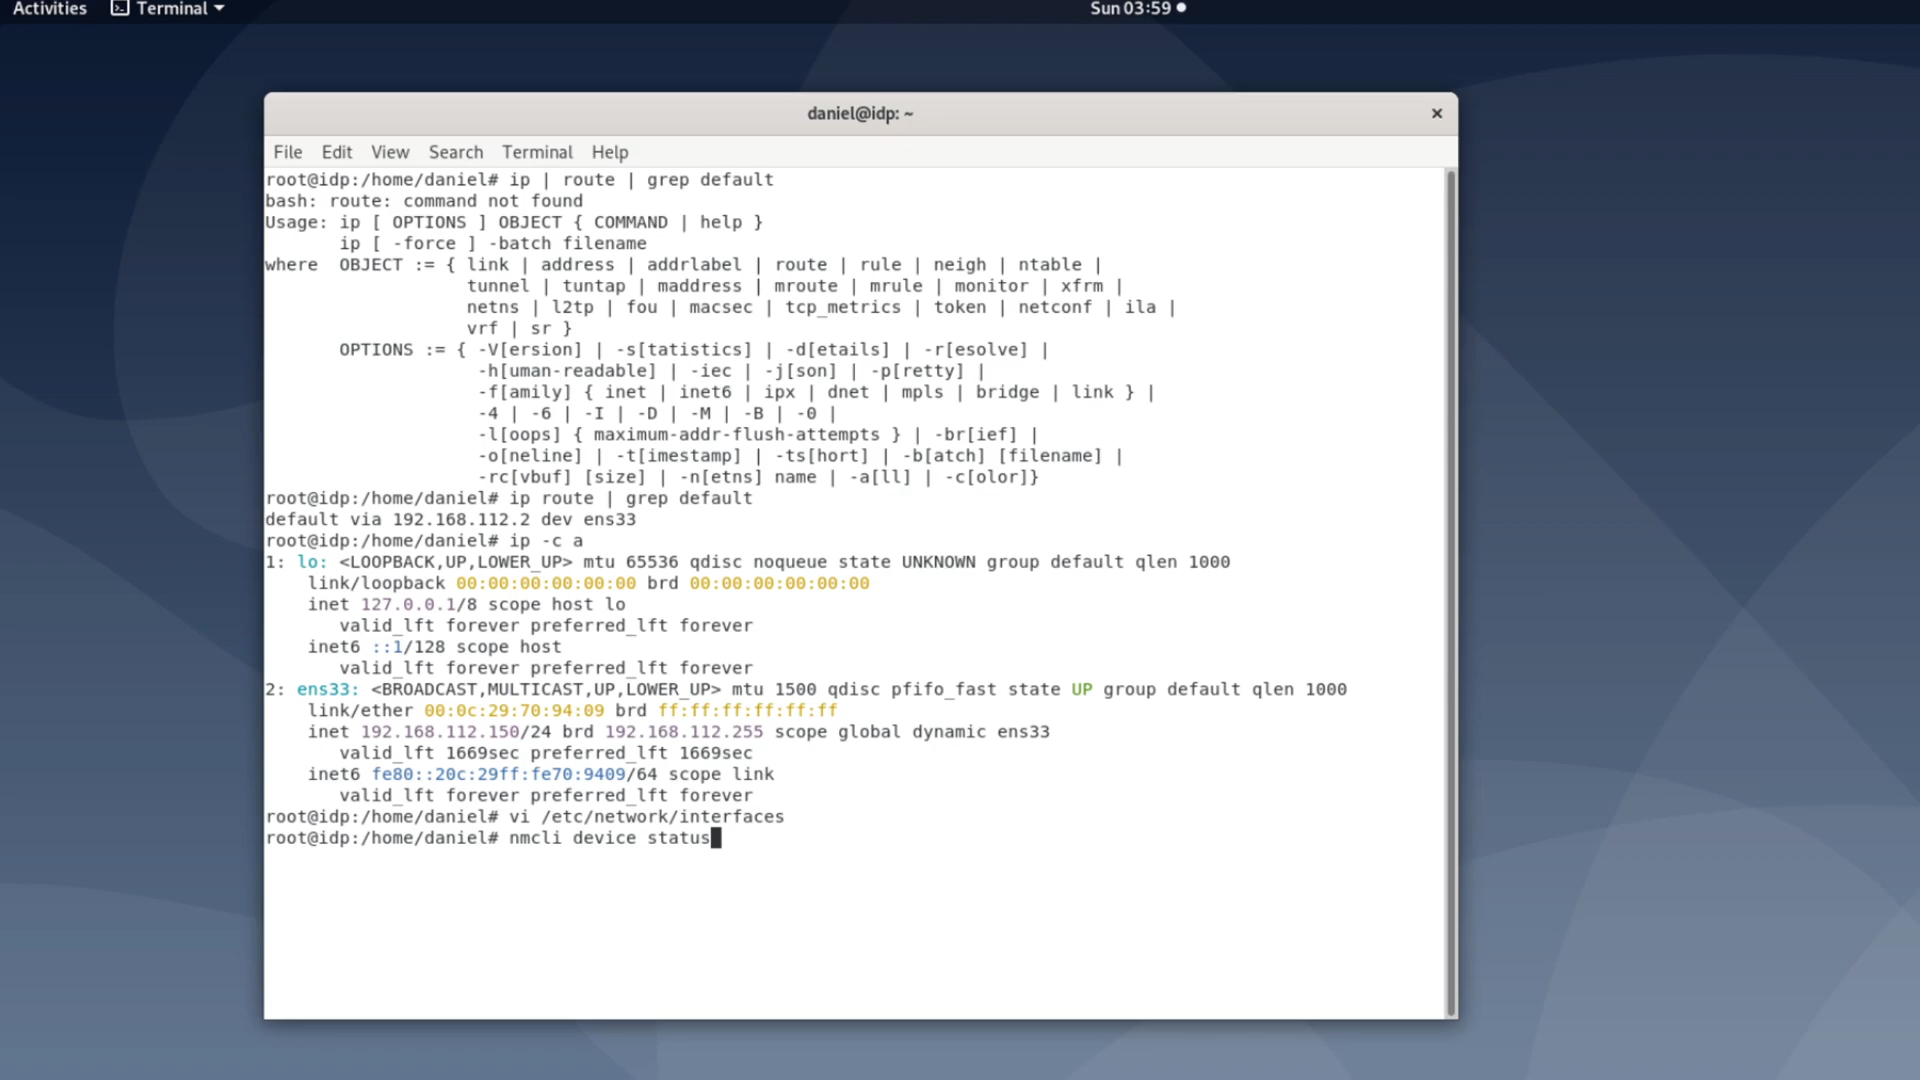 Activities Terminal Sun 03:59
daniel@idp: ~
File Edit View Search Terminal Help
root@idp:/home/daniel# ip | route | grep default
bash: route: command not found
Usage: ip [ OPTIONS ] OBJECT { COMMAND | help }
       ip [ -force ] -batch filename
where  OBJECT := { link | address | addrlabel | route | rule | neigh | ntable |
                   tunnel | tuntap | maddress | mroute | mrule | monitor | xfrm |
                   netns | l2tp | fou | macsec | tcp_metrics | token | netconf | ila |
                   vrf | sr }
       OPTIONS := { -V[ersion] | -s[tatistics] | -d[etails] | -r[esolve] |
                    -h[uman-readable] | -iec | -j[son] | -p[retty] |
                    -f[amily] { inet | inet6 | ipx | dnet | mpls | bridge | link } |
                    -4 | -6 | -I | -D | -M | -B | -0 |
                    -l[oops] { maximum-addr-flush-attempts } | -br[ief] |
                    -o[neline] | -t[imestamp] | -ts[hort] | -b[atch] [filename] |
                    -rc[vbuf] [size] | -n[etns] name | -a[ll] | -c[olor]}
root@idp:/home/daniel# ip route | grep default
default via 192.168.112.2 dev ens33
root@idp:/home/daniel# ip -c a
1: lo: <LOOPBACK,UP,LOWER_UP> mtu 65536 qdisc noqueue state UNKNOWN group default qlen 1000
    link/loopback 00:00:00:00:00:00 brd 00:00:00:00:00:00
    inet 127.0.0.1/8 scope host lo
       valid_lft forever preferred_lft forever
    inet6 ::1/128 scope host
       valid_lft forever preferred_lft forever
2: ens33: <BROADCAST,MULTICAST,UP,LOWER_UP> mtu 1500 qdisc pfifo_fast state UP group default qlen 1000
    link/ether 00:0c:29:70:94:09 brd ff:ff:ff:ff:ff:ff
    inet 192.168.112.150/24 brd 192.168.112.255 scope global dynamic ens33
       valid_lft 1669sec preferred_lft 1669sec
    inet6 fe80::20c:29ff:fe70:9409/64 scope link
       valid_lft forever preferred_lft forever
root@idp:/home/daniel# vi /etc/network/interfaces
root@idp:/home/daniel# nmcli device status